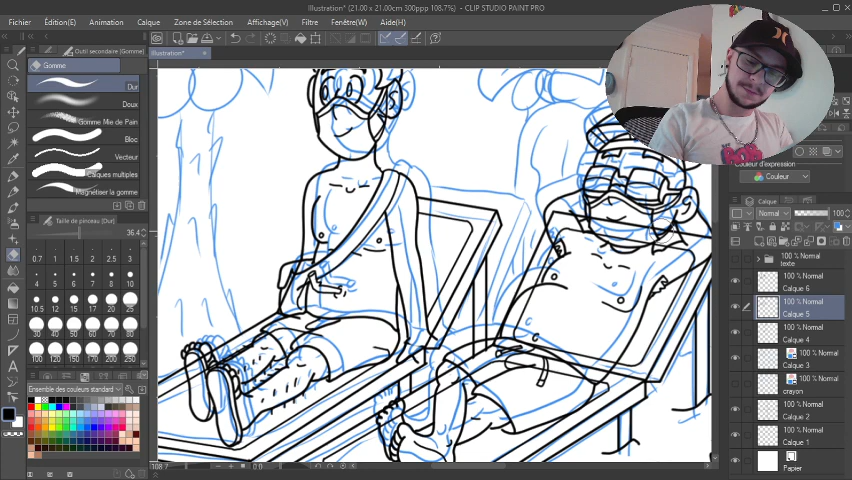 Illustration* (21.00 x 21.00cm 300ppp 108.7%) - CLIP STUDIO PAINT PRO
Fichier Édition(E) Animation Calque Zone de Sélection Affichage(V) Filtre Fenêtre(W) Aide(H)
Outil secondaire (Gomme)
Illustration*
Gomme
Dur
Doux
Gomme Mie de Pain
Bloc
Vecteur
Calques multiples
Magnétiser la gomme
Taille de pinceau (Dur)
36.4
0.7 1 1.5 2 2.5 3
4 5 6 7 8 10
10.5 12 15 17 20 25
30 40 50 60 70 80
100 120 150 170 200 250
Ensemble des couleurs standard
108.7
0.0
Couleur d'expression
Couleur
Calque
Normal
100
100 % Normal
texte
100 % Normal
Calque 6
100 % Normal
Calque 5
100 % Normal
Calque 4
100 % Normal
Calque 3
100 % Normal
crayon
100 % Normal
Calque 2
100 % Normal
Calque 1
Papier